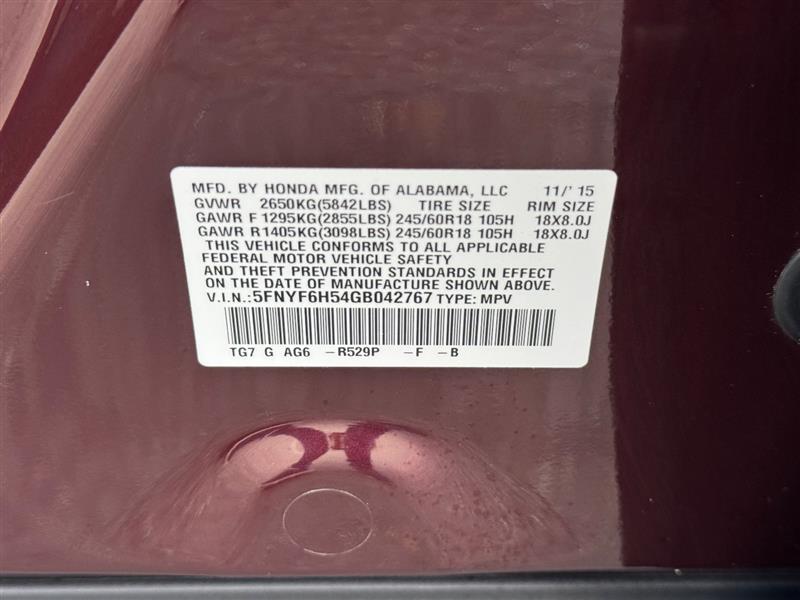 MFD. BY HONDA MFG. OF ALABAMA, LLC 11/' 15
GVWR 2650KG(5842LBS) TIRE SIZE RIM SIZE
GAWR F 1295KG(2855LBS) 245/60R18 105H 18X8.0J
GAWR R1405KG(3098LBS) 245/60R18 105H 18X8.0J
THIS VEHICLE CONFORMS TO ALL APPLICABLE
FEDERAL MOTOR VEHICLE SAFETY
AND THEFT PREVENTION STANDARDS IN EFFECT
ON THE DATE OF MANUFACTURE SHOWN ABOVE.
V.I.N.:5FNYF6H54GB042767 TYPE: MPV
TG7 G AG6 -R529P -F -B